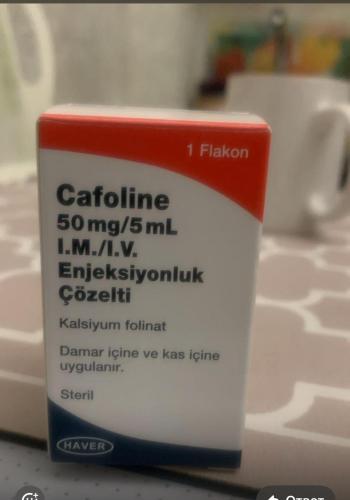 1 Flakon
Cafoline
50 mg/5 mL
I.M./I.V.
Enjeksiyonluk
Çözelti
Kalsiyum folinat
Damar içine ve kas içine
uygulanır.
Steril
HAVER
Ответ